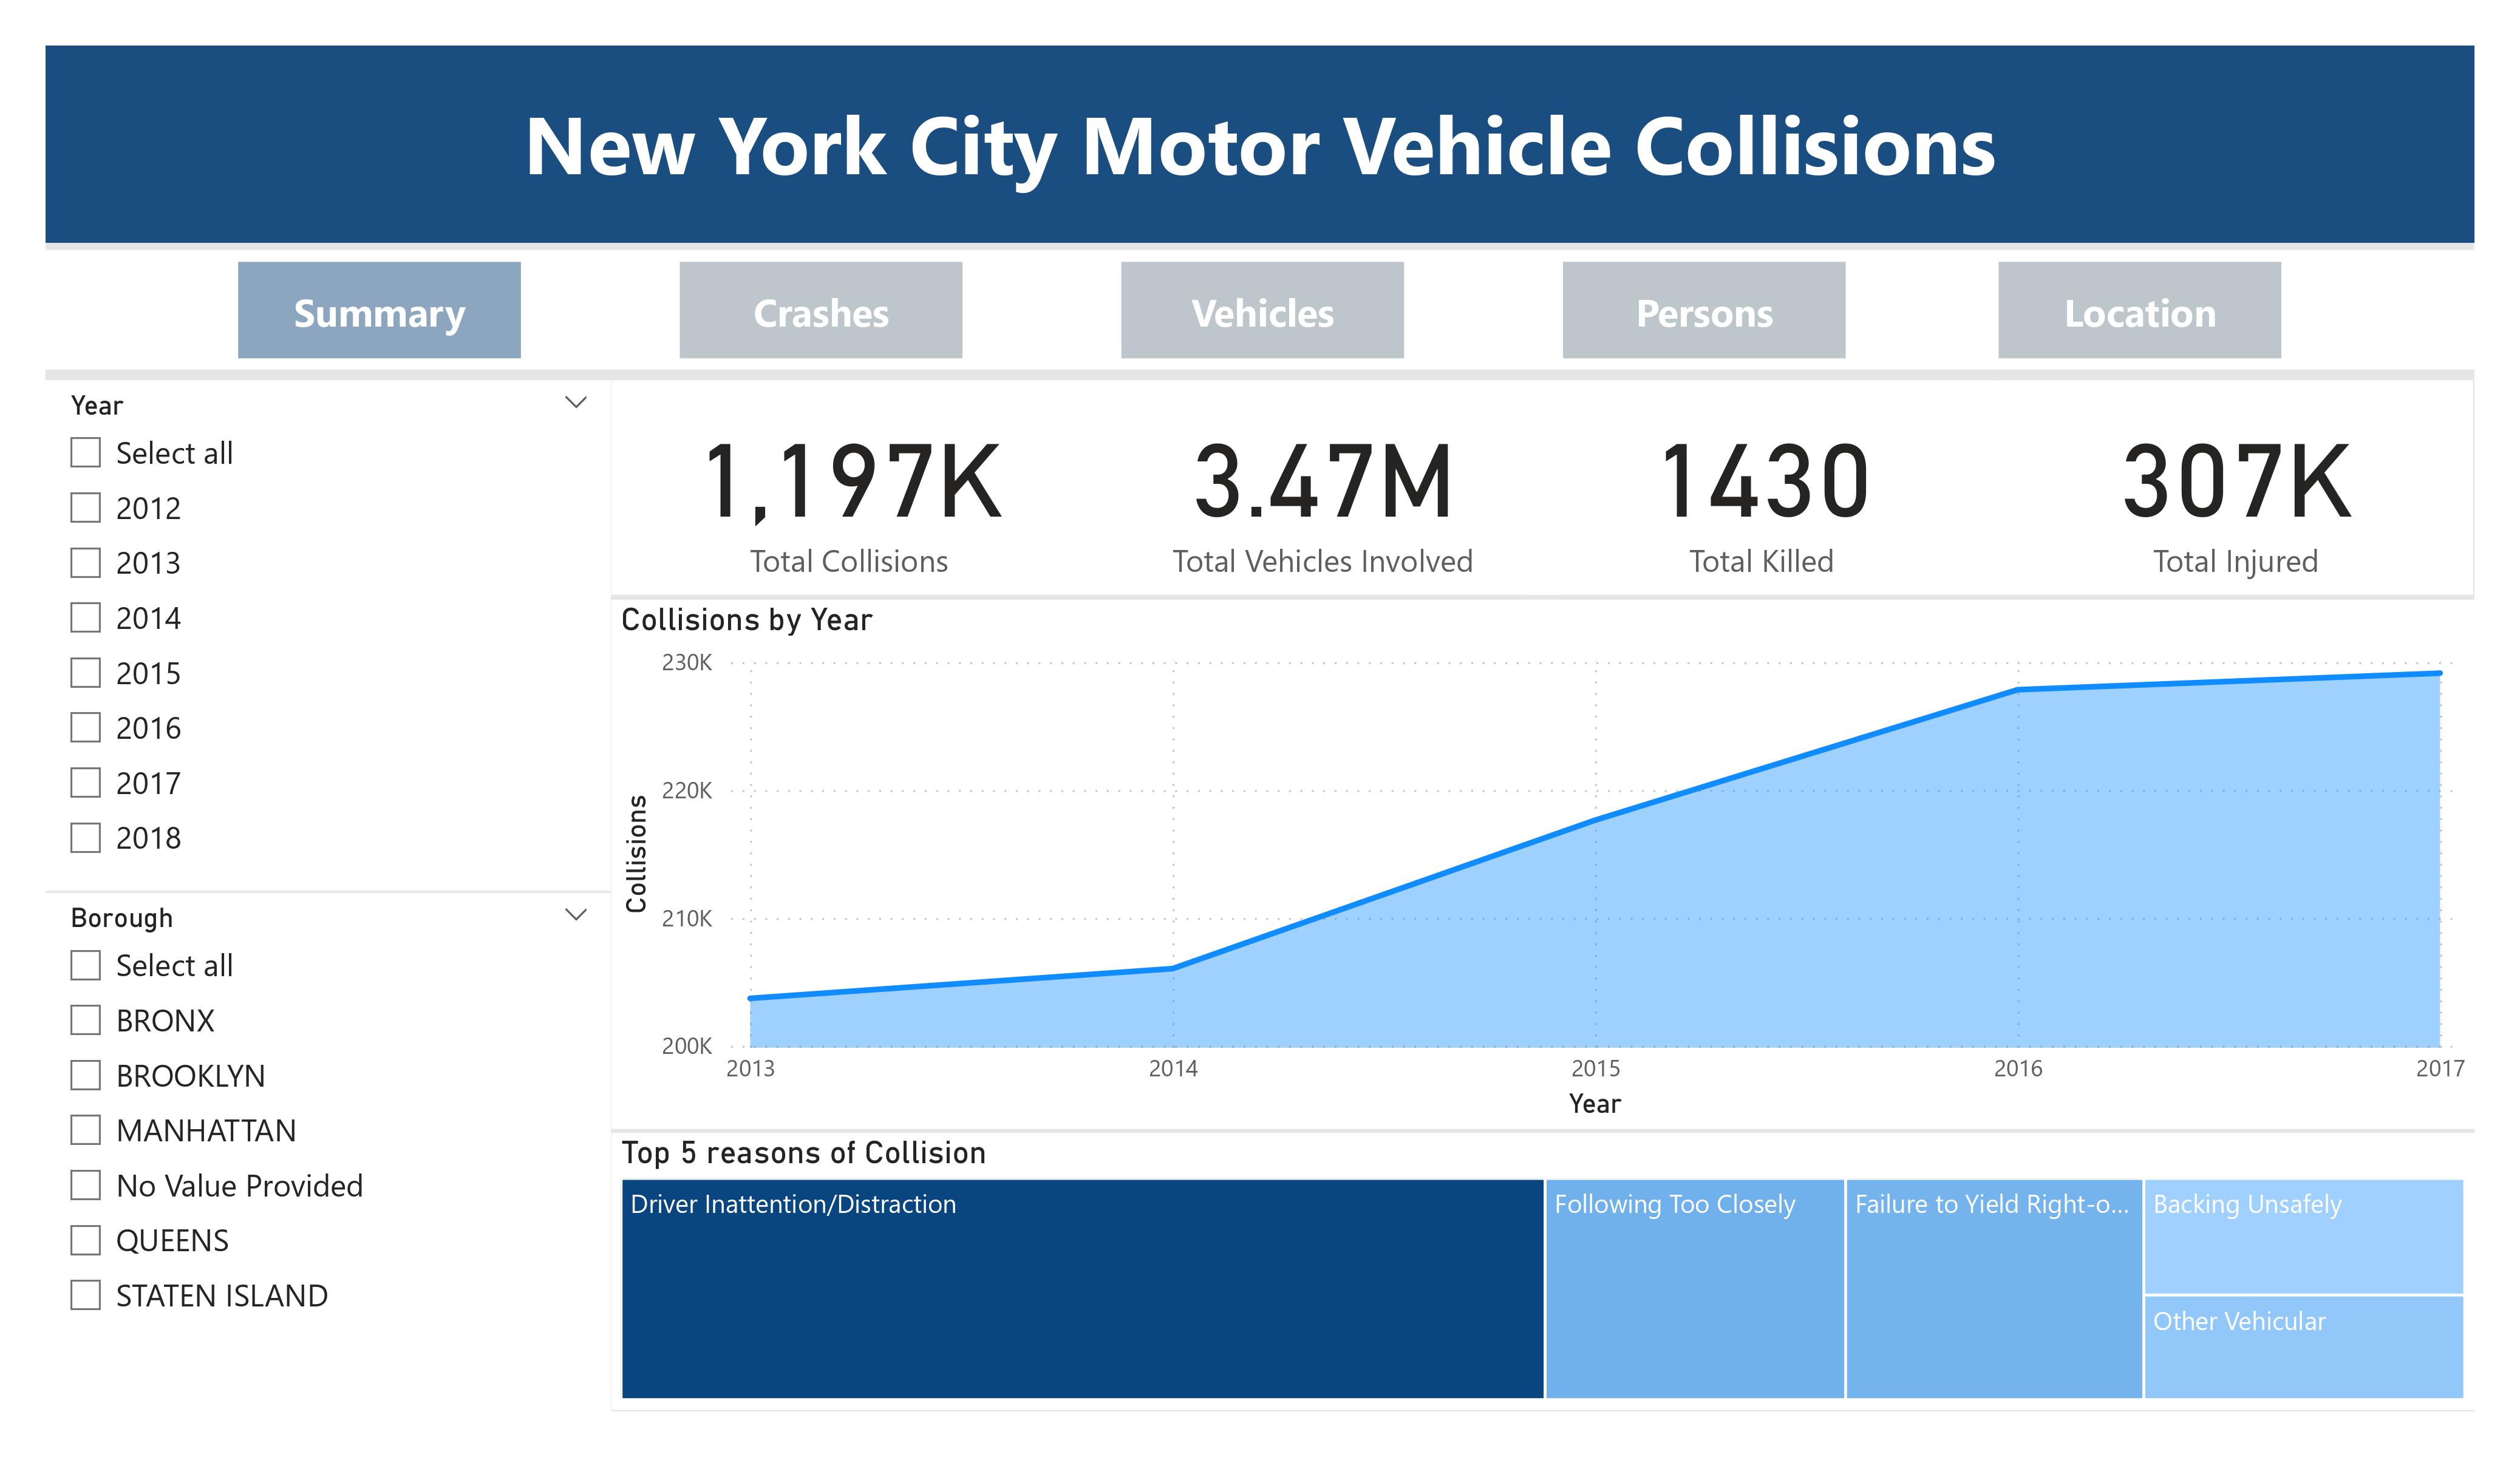 New York City Motor Vehicle Collisions
Summary
Crashes
Vehicles
Persons
Location
Year
Select all
2012
2013
2014
2015
2016
2017
2018
Borough
Select all
BRONX
BROOKLYN
MANHATTAN
No Value Provided
QUEENS
STATEN ISLAND
1,197K
Total Collisions
3.47M
Total Vehicles Involved
1430
Total Killed
307K
Total Injured
Collisions by Year
Collisions
230K
220K
210K
200K
2013
2014
2015
2016
2017
Year
Top 5 reasons of Collision
Driver Inattention/Distraction
Following Too Closely
Failure to Yield Right-o...
Backing Unsafely
Other Vehicular